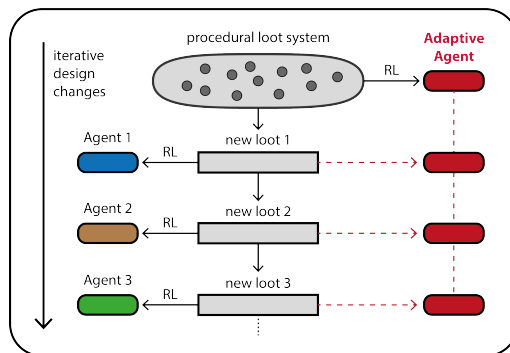 procedural loot system
Adaptive
Agent
iterative
design
changes
RL
new loot 1
Agent 1
RL
new loot 2
Agent 2
RL
new loot 3
Agent 3
RL